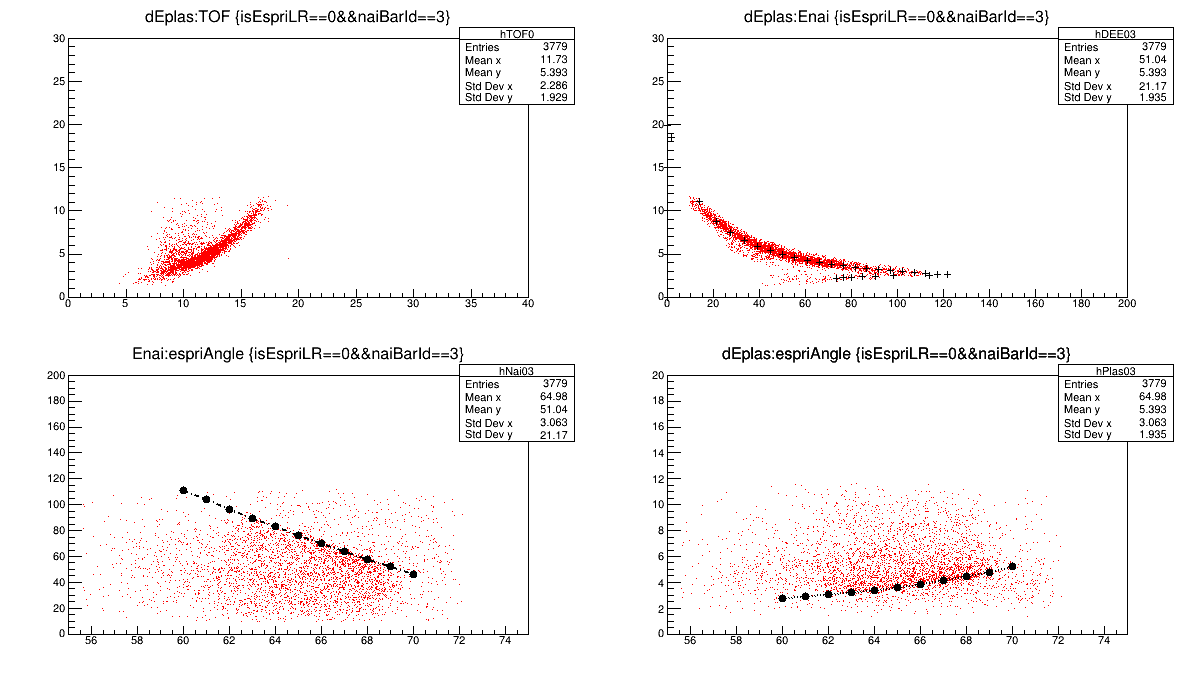 dEplas:TOF {isEspriLR==0&&naiBarId==3}
hTOF0
Entries 3779
Mean x 11.73
Mean y 5.393
Std Dev x 2.286
Std Dev y 1.929
30
25
20
15
10
5
0
0 5 10 15 20 25 30 35 40
dEplas:Enai {isEspriLR==0&&naiBarId==3}
hDEE03
Entries 3779
Mean x 51.04
Mean y 5.393
Std Dev x 21.17
Std Dev y 1.935
30
25
20
15
10
5
0
0 20 40 60 80 100 120 140 160 180 200
Enai:espriAngle {isEspriLR==0&&naiBarId==3}
hNai03
Entries 3779
Mean x 64.98
Mean y 51.04
Std Dev x 3.063
Std Dev y 21.17
200
180
160
140
120
100
80
60
40
20
0
56 58 60 62 64 66 68 70 72 74
dEplas:espriAngle {isEspriLR==0&&naiBarId==3}
hPlas03
Entries 3779
Mean x 64.98
Mean y 5.393
Std Dev x 3.063
Std Dev y 1.935
20
18
16
14
12
10
8
6
4
2
0
56 58 60 62 64 66 68 70 72 74